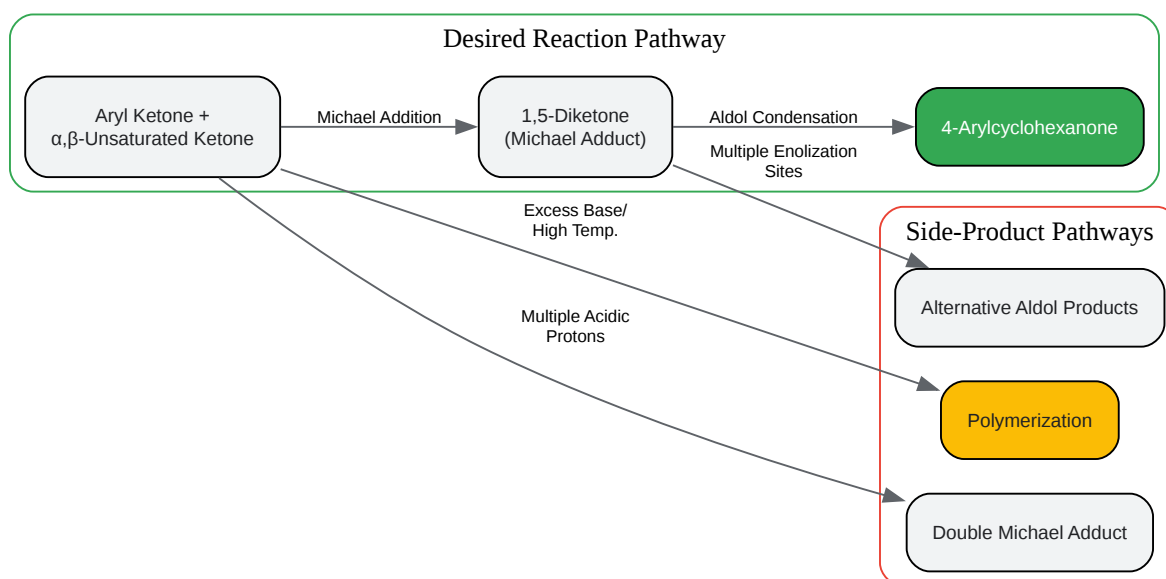 Desired Reaction Pathway
Aryl Ketone +
α,β-Unsaturated Ketone
Michael Addition
1,5-Diketone
(Michael Adduct)
Aldol Condensation
4-Arylcyclohexanone
Multiple Enolization
Sites
Excess Base/
High Temp.
Side-Product Pathways
Alternative Aldol Products
Multiple Acidic
Protons
Polymerization
Double Michael Adduct